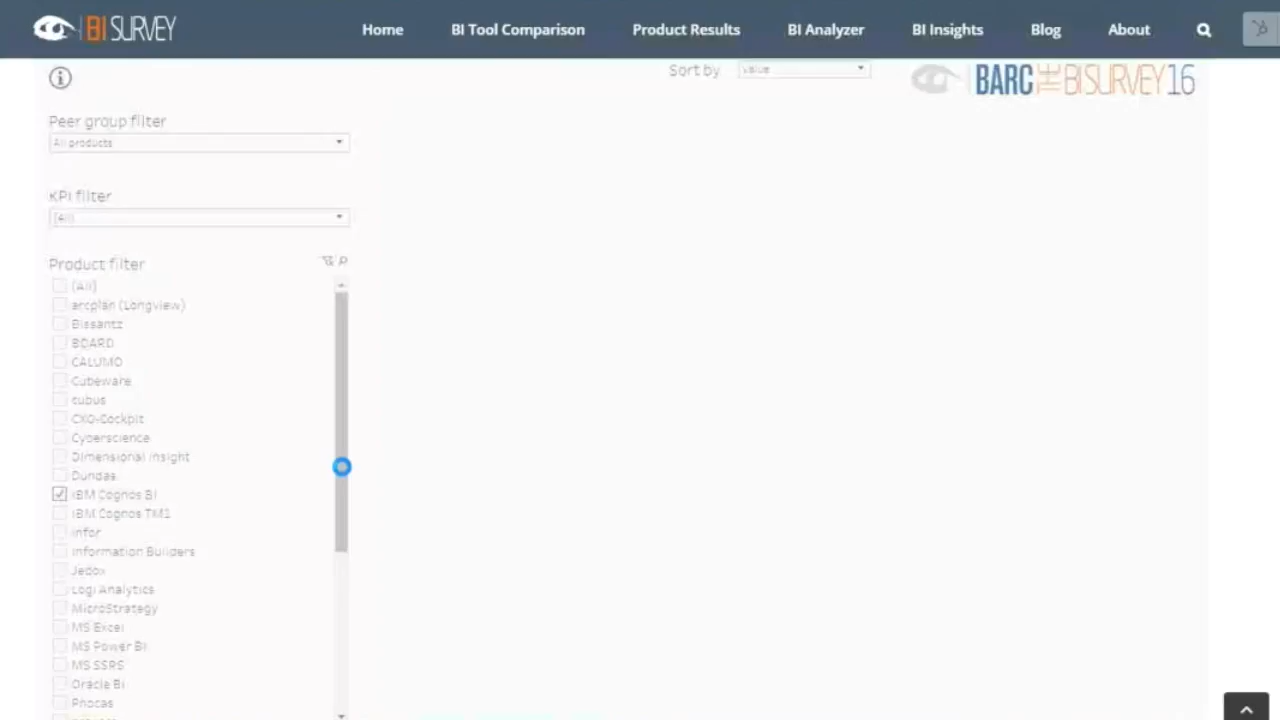 BI SURVEY Home BI Tool Comparison Product Results BI Analyzer BI Insights Blog About
Sort by value
BARC THE BI SURVEY 16
Peer group filter
All products
KPI filter
(All)
Product filter
(All)
arcplan (Longview)
Bissantz
BOARD
CALUMO
Cubeware
cubus
CXO-Cockpit
Cyberscience
Dimensional Insight
Dundas
IBM Cognos BI
IBM Cognos TM1
Infor
Information Builders
Jedox
Logi Analytics
MicroStrategy
MS Excel
MS Power BI
MS SSRS
Oracle BI
Phocas